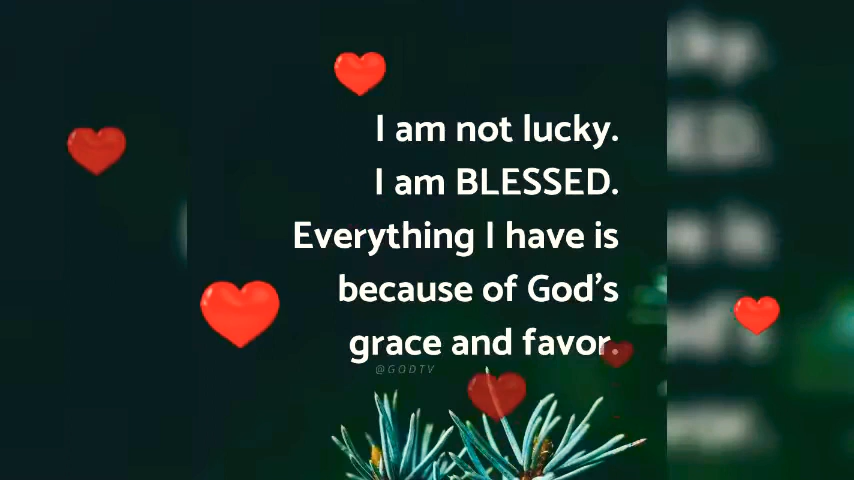 I am not lucky.
I am BLESSED.
Everything I have is
because of God’s
grace and favor.
@GODTV